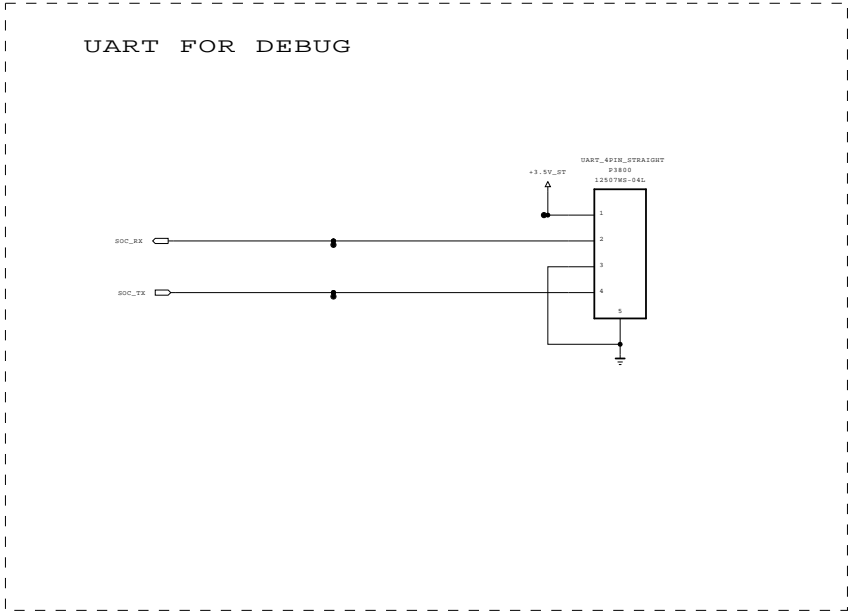 UART FOR DEBUG
UART_4PIN_STRAIGHT
P3800
12507WS-04L
+3.5V_ST
1
SOC_RX
2
3
SOC_TX
4
5